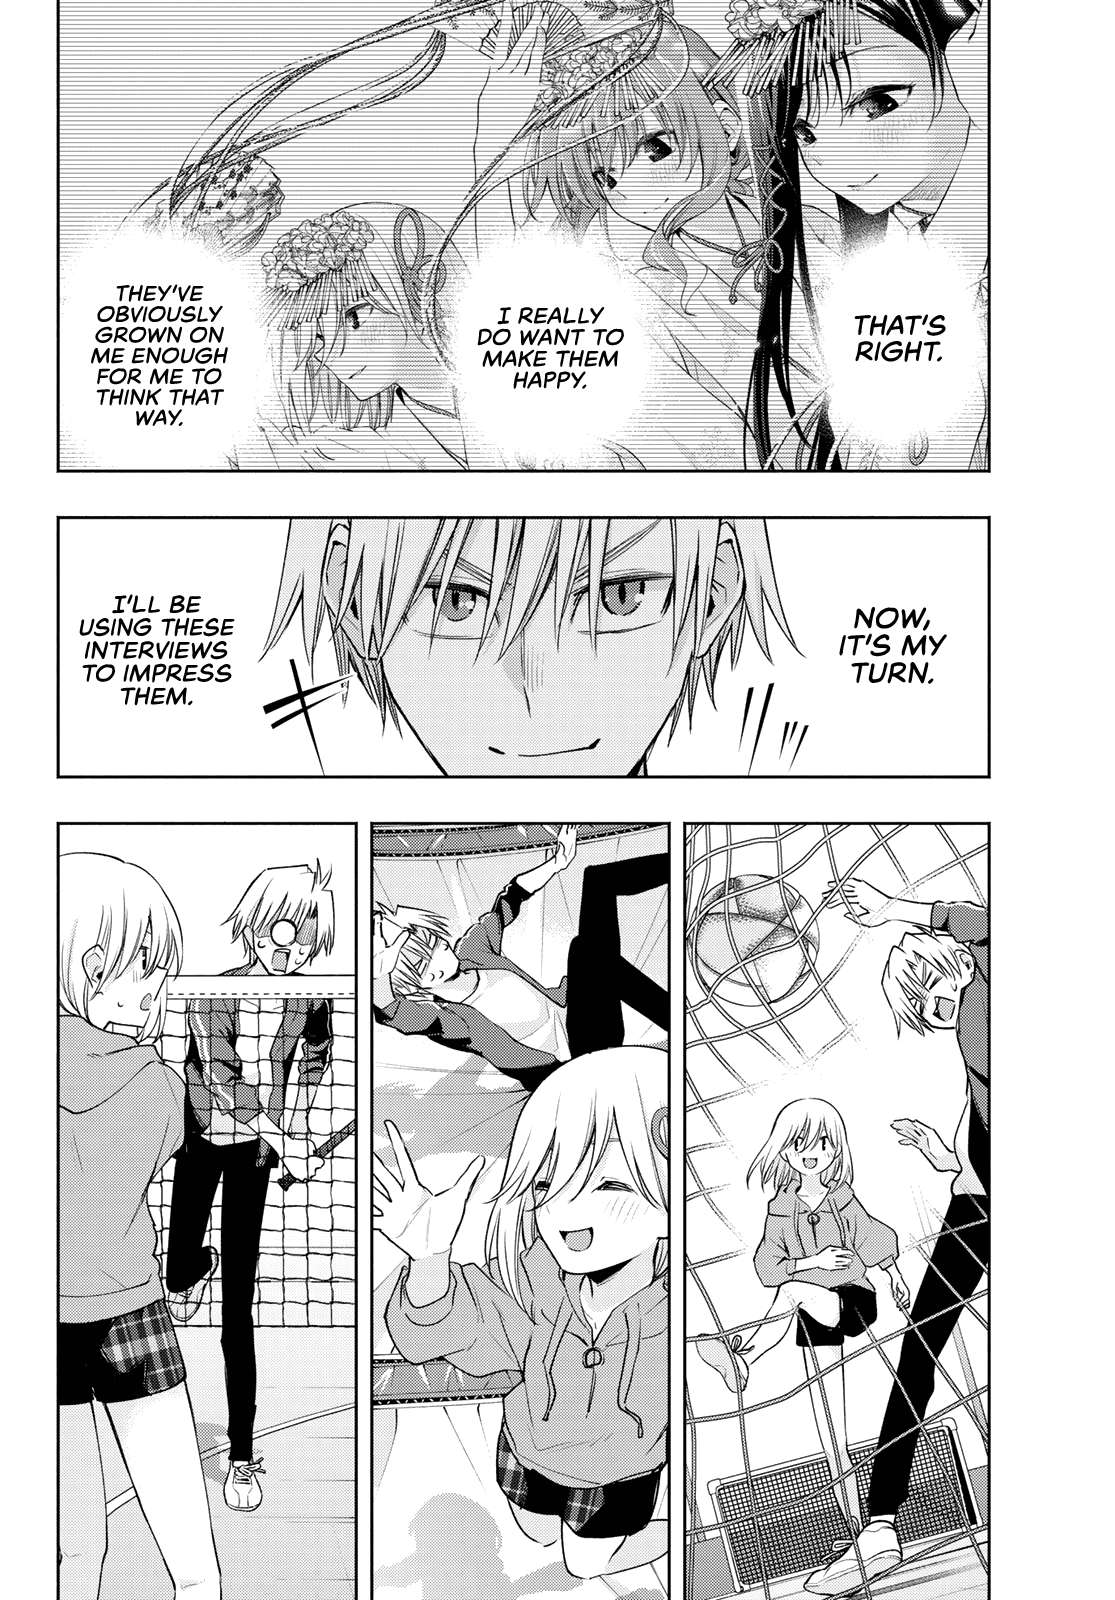 THAT'S
RIGHT.
I REALLY
DO WANT TO
MAKE THEM
HAPPY.
THEY'VE
OBVIOUSLY
GROWN ON
ME ENOUGH
FOR ME TO
THINK THAT
WAY.
NOW,
IT'S MY
TURN.
I'LL BE
USING THESE
INTERVIEWS
TO IMPRESS
THEM.